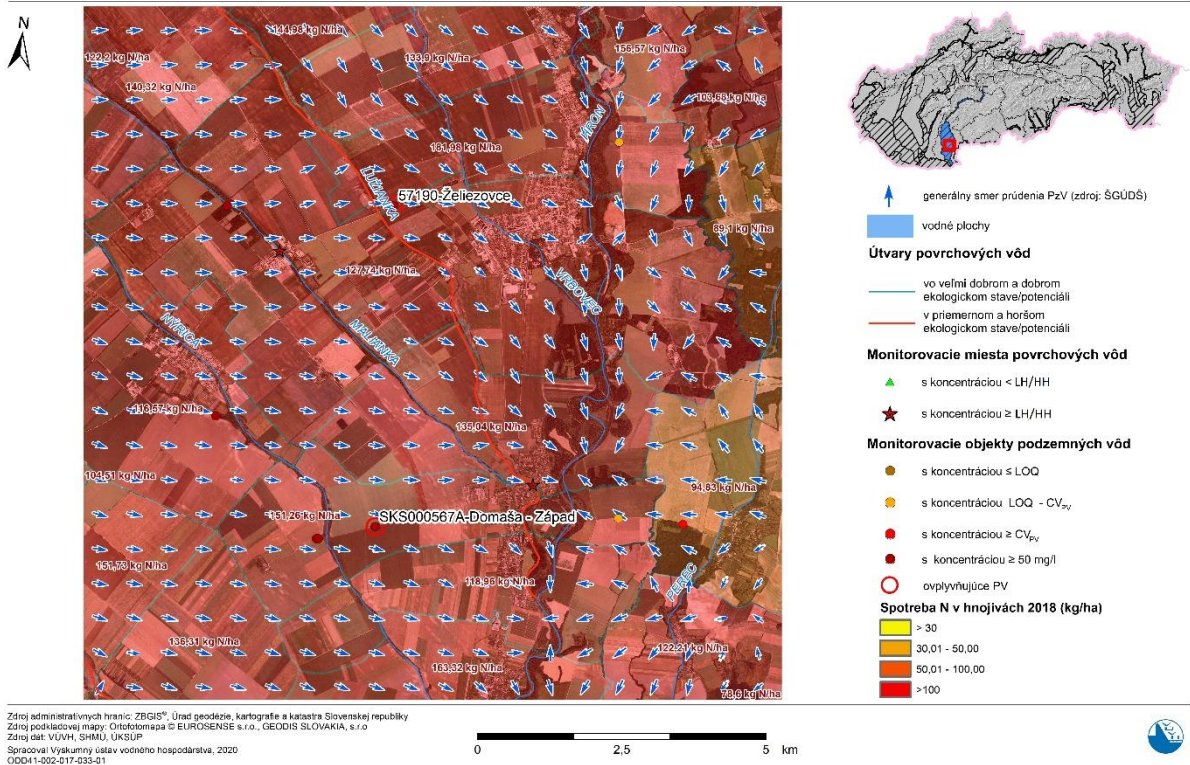 N
144,98 kg N/ha
122,2 kg N/ha
133,9 kg N/ha
156,57 kg N/ha
140,32 kg N/ha
103,68 kg N/ha
HRON
161,98 kg N/ha
ĽUŽIANKA
57190-Želiezovce
89,1 kg N/ha
127,74 kg N/ha
VRBOVEC
NÝRICA
MALIANKA
116,57 kg N/ha
135,04 kg N/ha
104,51 kg N/ha
94,63 kg N/ha
151,26 kg N/ha
SKS000567A-Domaša - Západ
151,73 kg N/ha
118,96 kg N/ha
PEREC
136,31 kg N/ha
122,21 kg N/ha
163,32 kg N/ha
78,6 kg N/ha
generálny smer prúdenia PzV (zdroj: ŠGÚDŠ)
vodné plochy
Útvary povrchových vôd
vo veľmi dobrom a dobrom
ekologickom stave/potenciáli
v priemernom a horšom
ekologickom stave/potenciáli
Monitorovacie miesta povrchových vôd
s koncentráciou < LH/HH
s koncentráciou ≥ LH/HH
Monitorovacie objekty podzemných vôd
s koncentráciou ≤ LOQ
s koncentráciou LOQ - CVPV
s koncentráciou ≥ CVPV
s koncentráciou ≥ 50 mg/l
ovplyvňujúce PV
Spotreba N v hnojivách 2018 (kg/ha)
> 30
30,01 - 50,00
50,01 - 100,00
>100
Zdroj administratívnych hraníc: ZBGIS®, Úrad geodézie, kartografie a katastra Slovenskej republiky
Zdroj podkladovej mapy: Ortofotomapa © EUROSENSE s.r.o., GEODIS SLOVAKIA, s.r.o
Zdroj dát: VÚVH, SHMÚ, ÚKSÚP
Spracoval Výskumný ústav vodného hospodárstva, 2020
ODD41-002-017-033-01
0 2,5 5 km